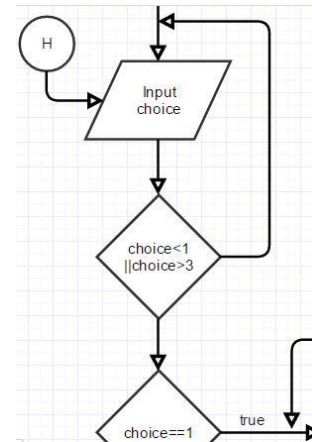 H
Input
choice
choice<1
||choice>3
choice==1
true